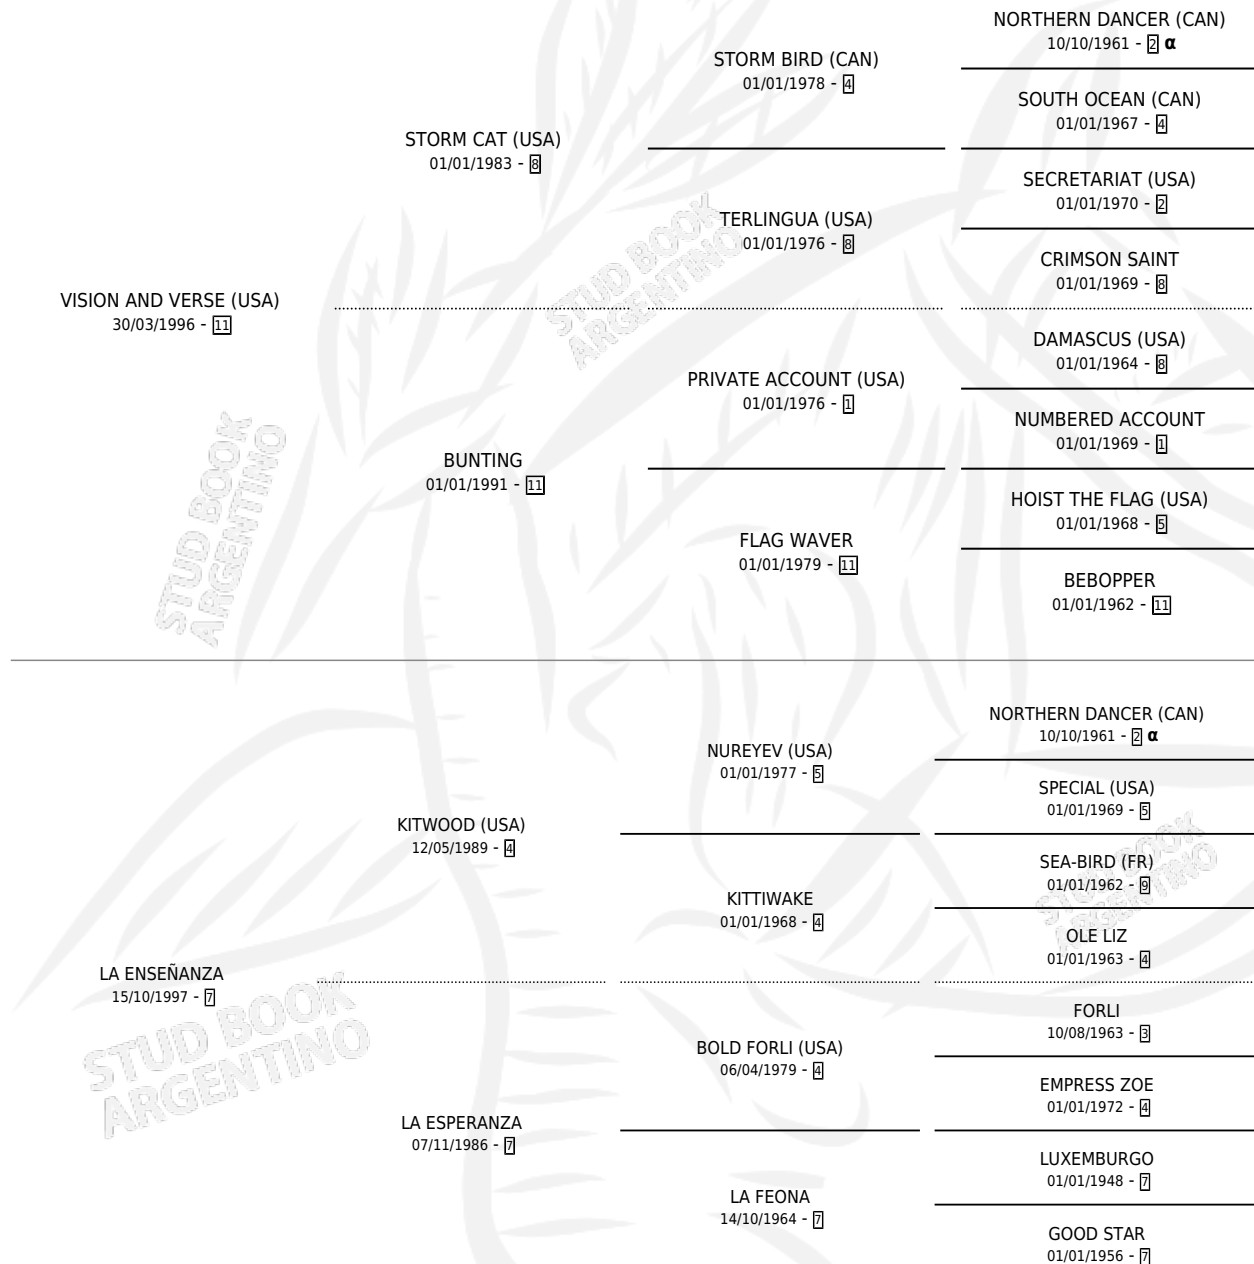 NORTHERN DANCER (CAN)
10/10/1961 - 2 α
STORM BIRD (CAN)
01/01/1978 - 4
SOUTH OCEAN (CAN)
01/01/1967 - 4
STORM CAT (USA)
01/01/1983 - 8
SECRETARIAT (USA)
01/01/1970 - 2
TERLINGUA (USA)
01/01/1976 - 8
CRIMSON SAINT
01/01/1969 - 8
VISION AND VERSE (USA)
30/03/1996 - 11
DAMASCUS (USA)
01/01/1964 - 8
PRIVATE ACCOUNT (USA)
01/01/1976 - 1
NUMBERED ACCOUNT
01/01/1969 - 1
BUNTING
01/01/1991 - 11
HOIST THE FLAG (USA)
01/01/1968 - 5
FLAG WAVER
01/01/1979 - 11
BEBOPPER
01/01/1962 - 11
NORTHERN DANCER (CAN)
10/10/1961 - 2 α
NUREYEV (USA)
01/01/1977 - 5
SPECIAL (USA)
01/01/1969 - 5
KITWOOD (USA)
12/05/1989 - 4
SEA-BIRD (FR)
01/01/1962 - 9
KITTIWAKE
01/01/1968 - 4
OLE LIZ
01/01/1963 - 4
LA ENSEÑANZA
15/10/1997 - 7
FORLI
10/08/1963 - 3
BOLD FORLI (USA)
06/04/1979 - 4
EMPRESS ZOE
01/01/1972 - 4
LA ESPERANZA
07/11/1986 - 7
LUXEMBURGO
01/01/1948 - 7
LA FEONA
14/10/1964 - 7
GOOD STAR
01/01/1956 - 7
STUD BOOK
ARGENTINO
STUD BOOK
ARGENTINO
STUD BOOK
ARGENTINO
STUD BOOK
ARGENTINO